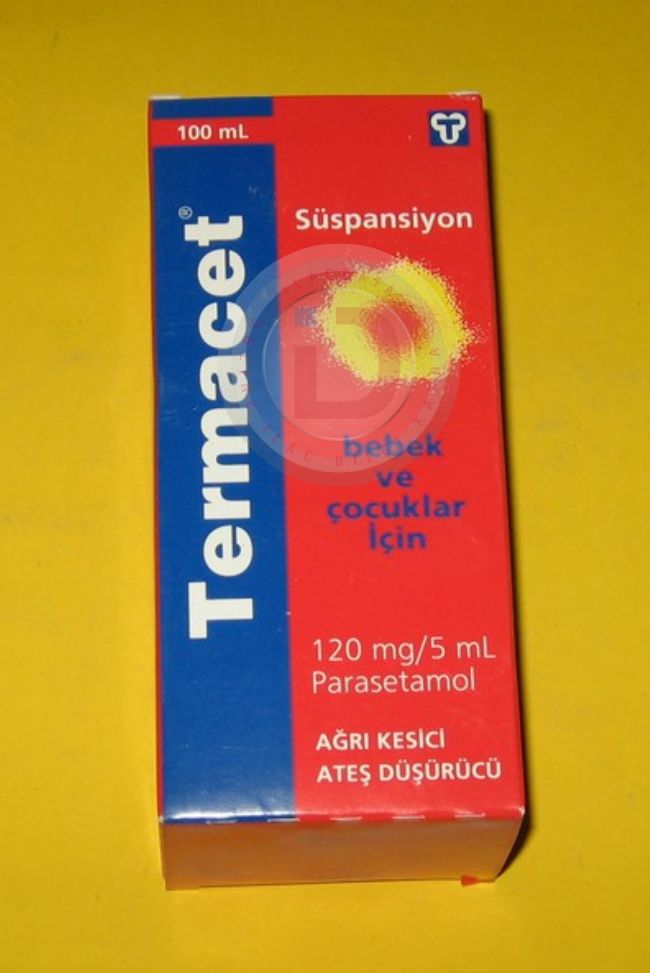 100 mL
Termacet®
Süspansiyon
bebek
ve
çocuklar
İçin
120 mg/5 mL
Parasetamol
AĞRI KESİCİ
ATEŞ DÜŞÜRÜCÜ